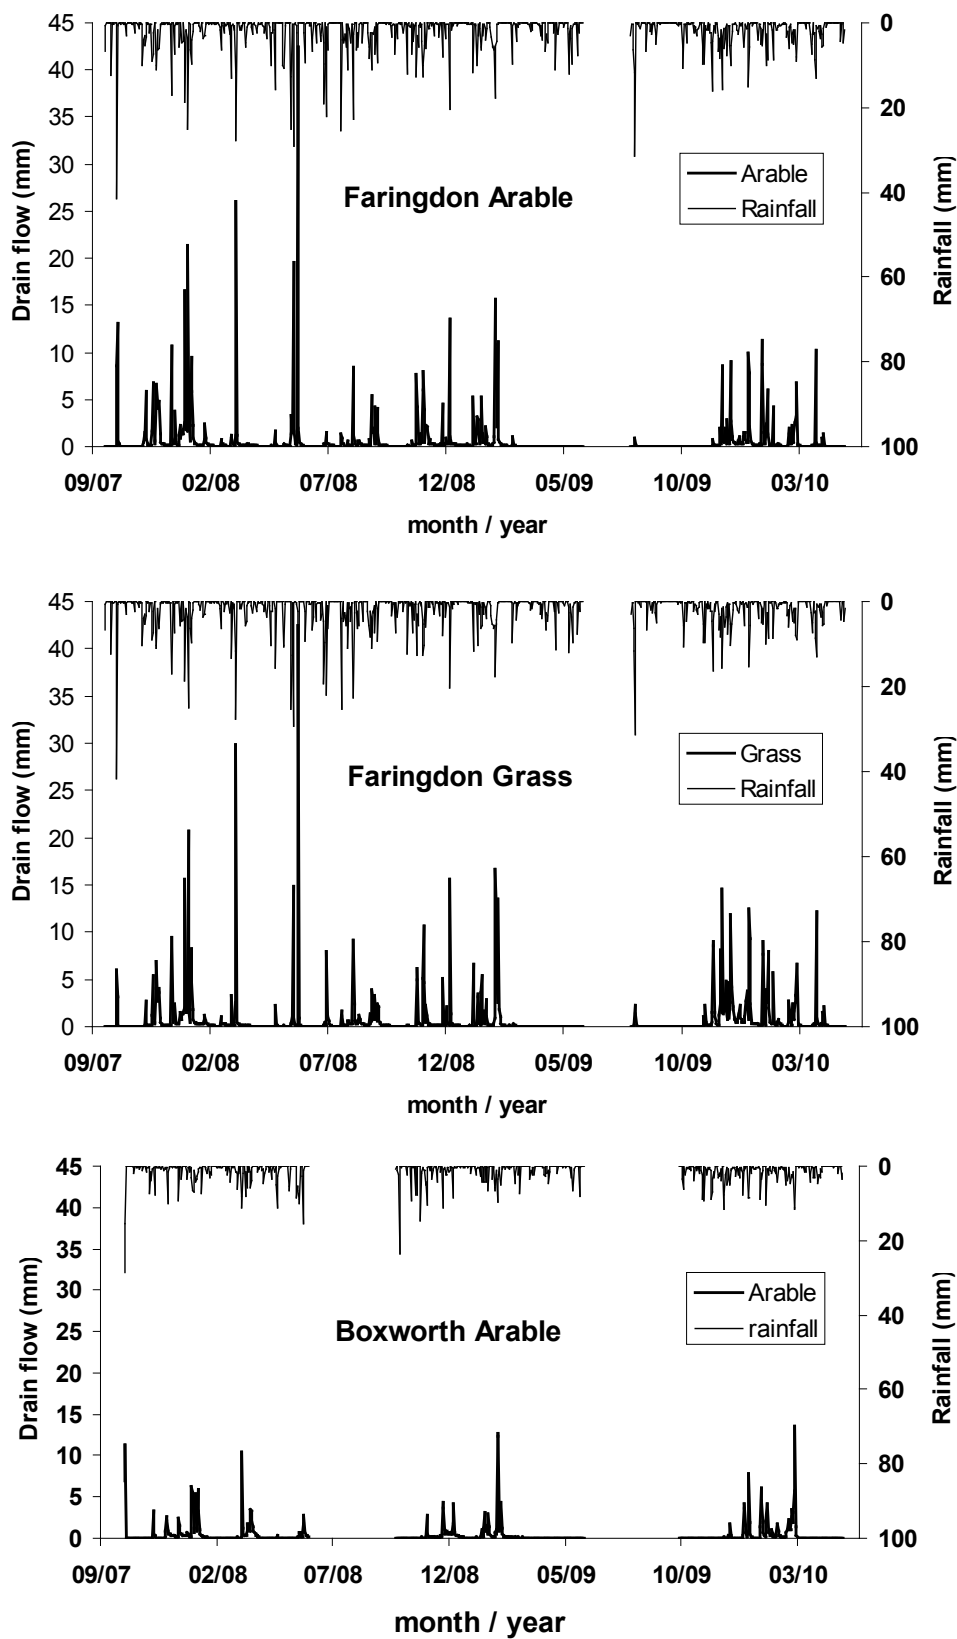 45
40
35
30
25
20
15
10
5
0
Drain flow (mm)
0
20
40
60
80
100
Rainfall (mm)
Faringdon Arable
Arable
Rainfall
09/07 02/08 07/08 12/08 05/09 10/09 03/10
month / year
45
40
35
30
25
20
15
10
5
0
Drain flow (mm)
0
20
40
60
80
100
Rainfall (mm)
Faringdon Grass
Grass
Rainfall
09/07 02/08 07/08 12/08 05/09 10/09 03/10
month / year
45
40
35
30
25
20
15
10
5
0
Drain flow (mm)
0
20
40
60
80
100
Rainfall (mm)
Boxworth Arable
Arable
rainfall
09/07 02/08 07/08 12/08 05/09 10/09 03/10
month / year